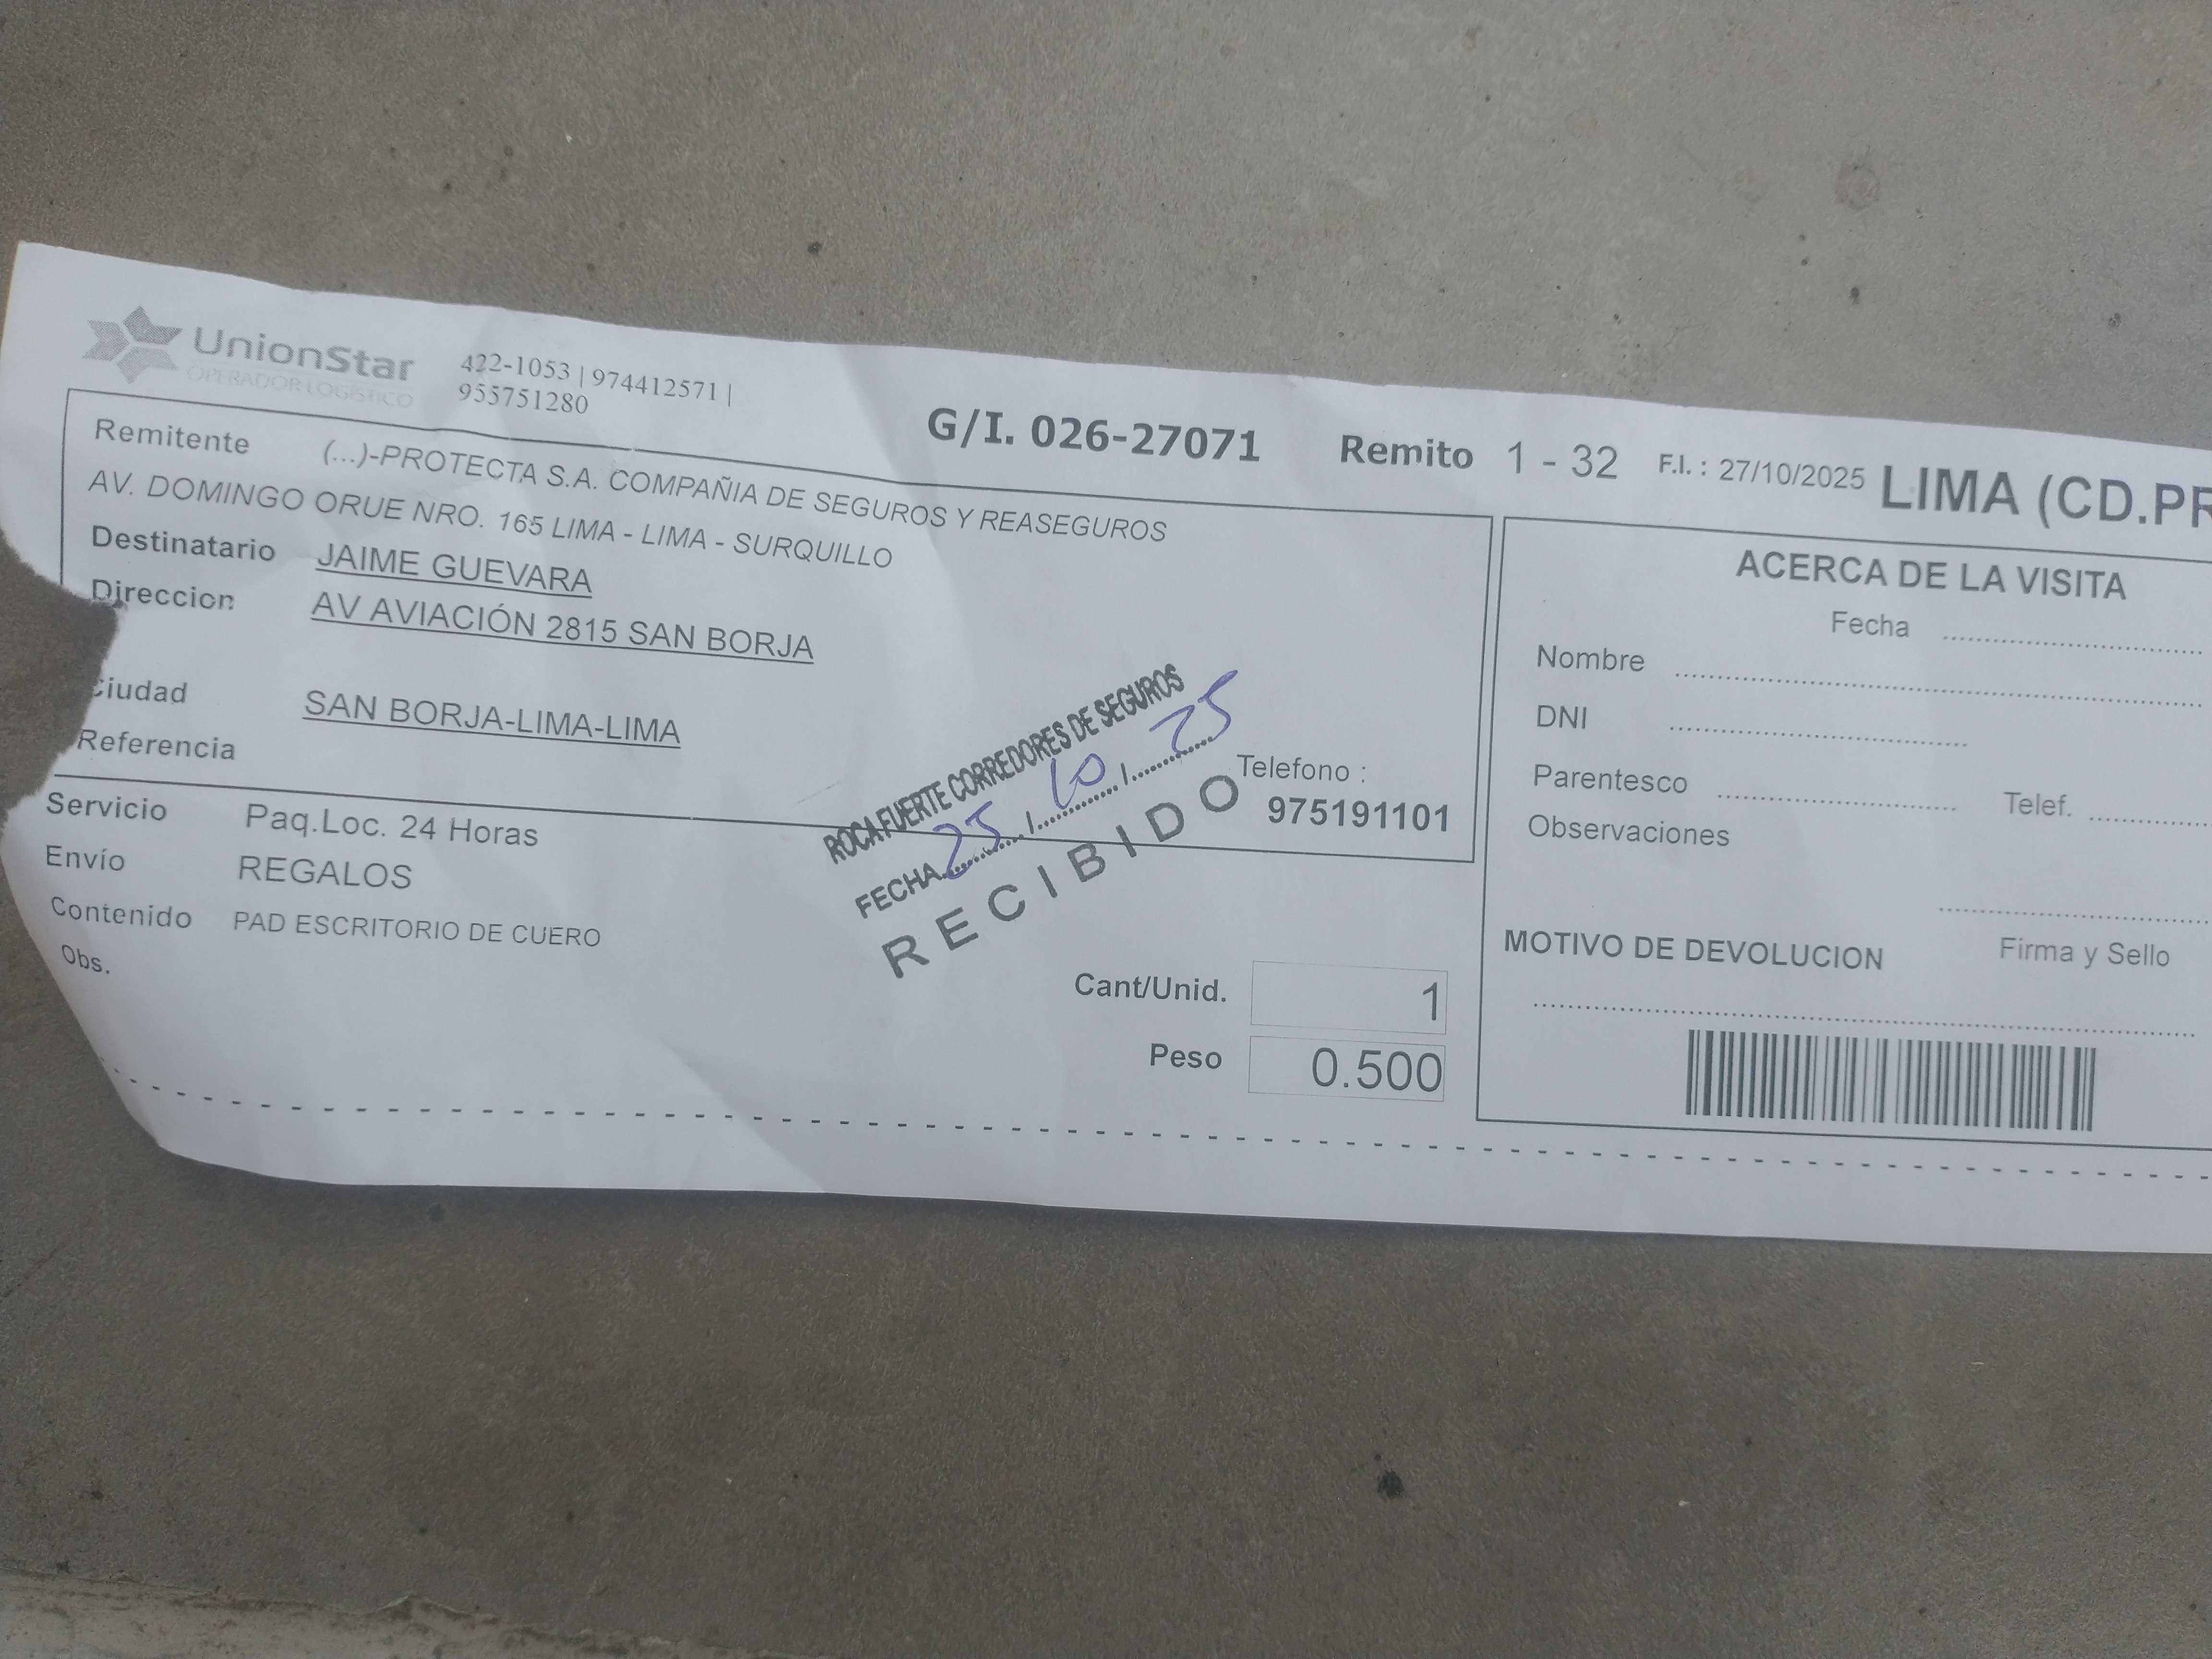 UnionStar
OPERADOR LOGISTICO
422-1053 | 974412571 |
955751280
G/I. 026-27071 Remito 1 - 32 F.I. : 27/10/2025 LIMA (CD.PR
Remitente (...)-PROTECTA S.A. COMPAÑIA DE SEGUROS Y REASEGUROS
AV. DOMINGO ORUE NRO. 165 LIMA - LIMA - SURQUILLO
Destinatario JAIME GUEVARA
Direccion AV AVIACIÓN 2815 SAN BORJA
Ciudad SAN BORJA-LIMA-LIMA
Referencia
Telefono :
975191101
ROCAFUERTE CORREDORES DE SEGUROS
FECHA 25 / 10 / 25
RECIBIDO
Servicio Paq.Loc. 24 Horas
Envío REGALOS
Contenido PAD ESCRITORIO DE CUERO
Obs.
Cant/Unid. 1
Peso 0.500
ACERCA DE LA VISITA
Fecha
Nombre
DNI
Parentesco Telef.
Observaciones
MOTIVO DE DEVOLUCION Firma y Sello